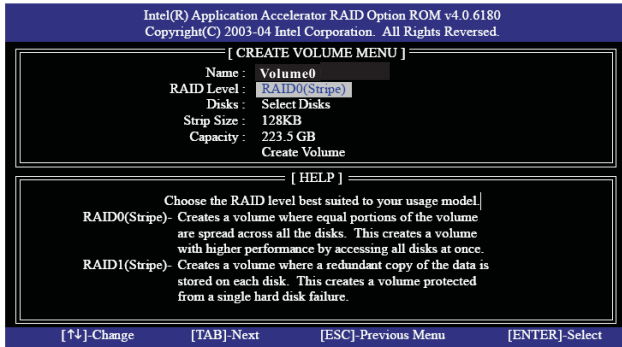 Intel(R) Application Accelerator RAID Option ROM v4.0.6180
Copyright(C) 2003-04 Intel Corporation. All Rights Reversed.
[ CREATE VOLUME MENU ]
Name : Volume0
RAID Level : RAID0(Stripe)
Disks : Select Disks
Strip Size : 128KB
Capacity : 223.5 GB
Create Volume
[ HELP ]
Choose the RAID level best suited to your usage model.
RAID0(Stripe)- Creates a volume where equal portions of the volume
are spread across all the disks. This creates a volume
with higher performance by accessing all disks at once.
RAID1(Stripe)- Creates a volume where a redundant copy of the data is
stored on each disk. This creates a volume protected
from a single hard disk failure.
[↑↓]-Change [TAB]-Next [ESC]-Previous Menu [ENTER]-Select